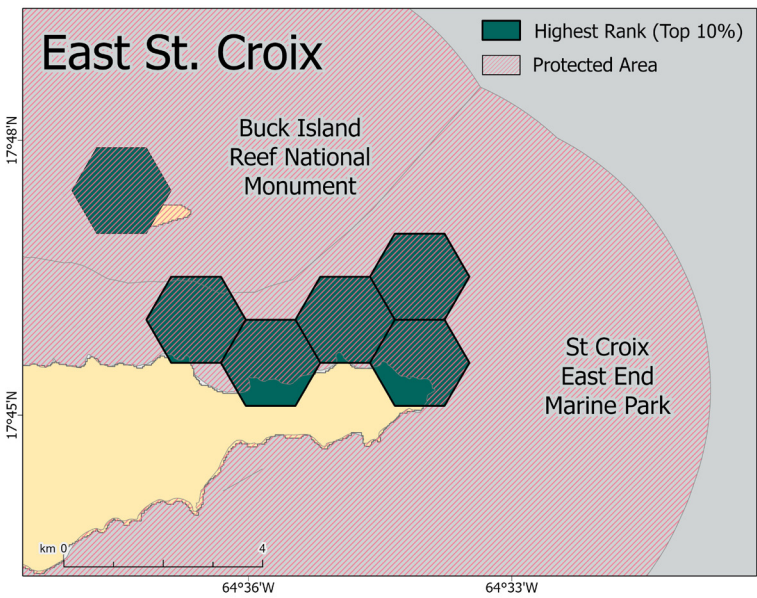 East St. Croix
Highest Rank (Top 10%)
Protected Area
Buck Island
Reef National
Monument
17°48'N
St Croix
East End
Marine Park
17°45'N
km 0 4
64°36'W 64°33'W